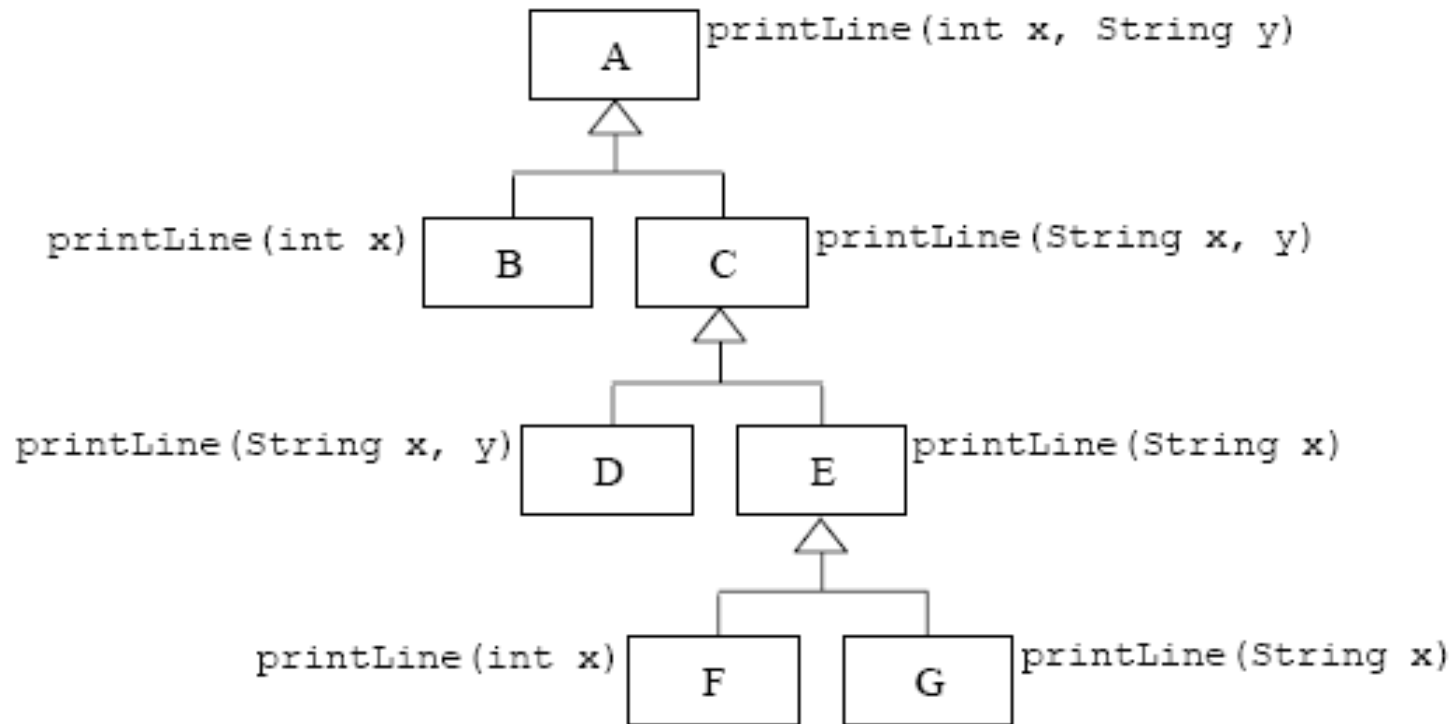 A
printLine(int x, String y)
printLine(int x)
B
C
printLine(String x, y)
printLine(String x, y)
D
E
printLine(String x)
printLine(int x)
F
G
printLine(String x)